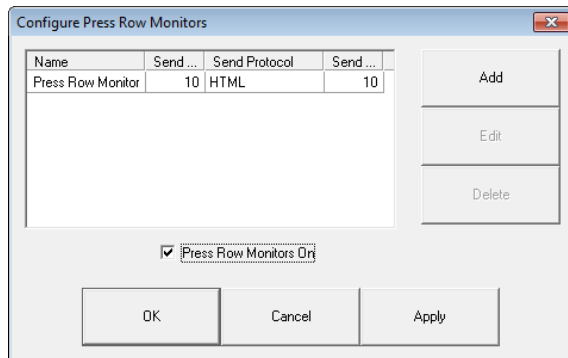 Configure Press Row Monitors
Name Send ... Send Protocol Send ...
Press Row Monitor 10 HTML 10
Add
Edit
Delete
Press Row Monitors On
OK Cancel Apply